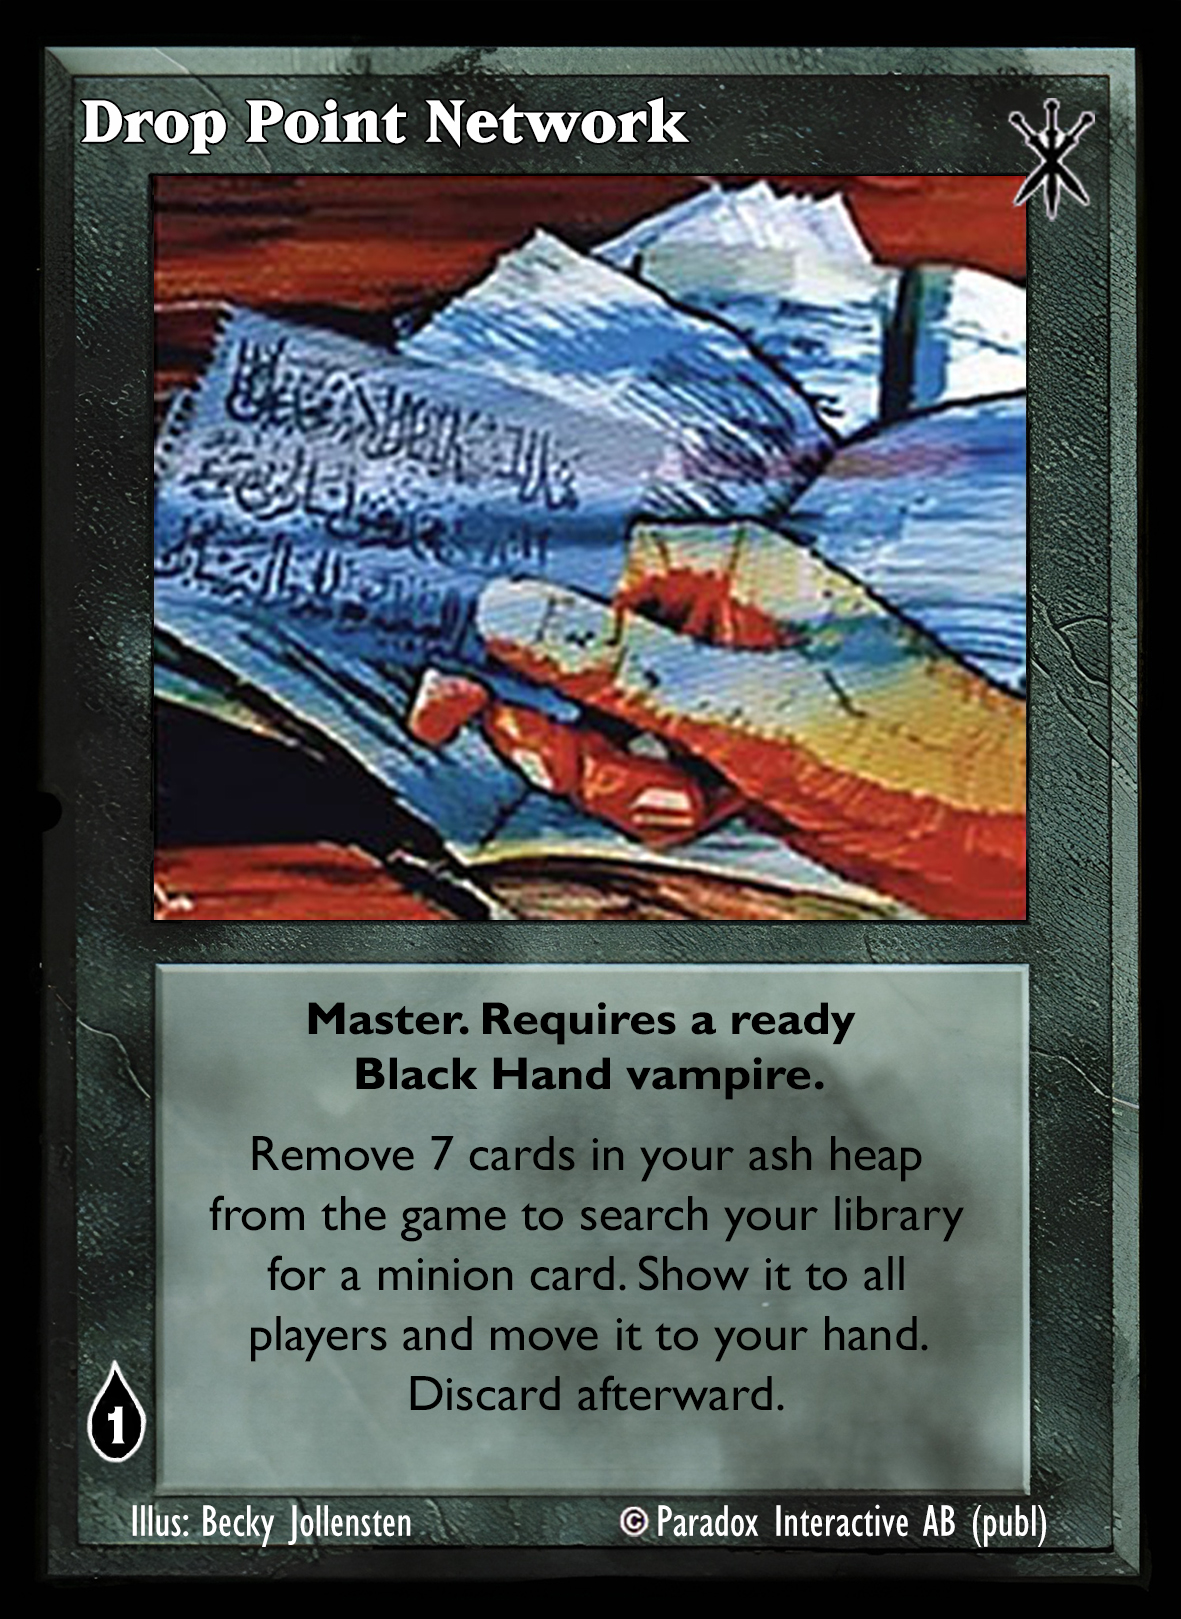 Drop Point Network
Master. Requires a ready
Black Hand vampire.
Remove 7 cards in your ash heap
from the game to search your library
for a minion card. Show it to all
players and move it to your hand.
Discard afterward.
1
Illus: Becky Jollensten
© Paradox Interactive AB (publ)